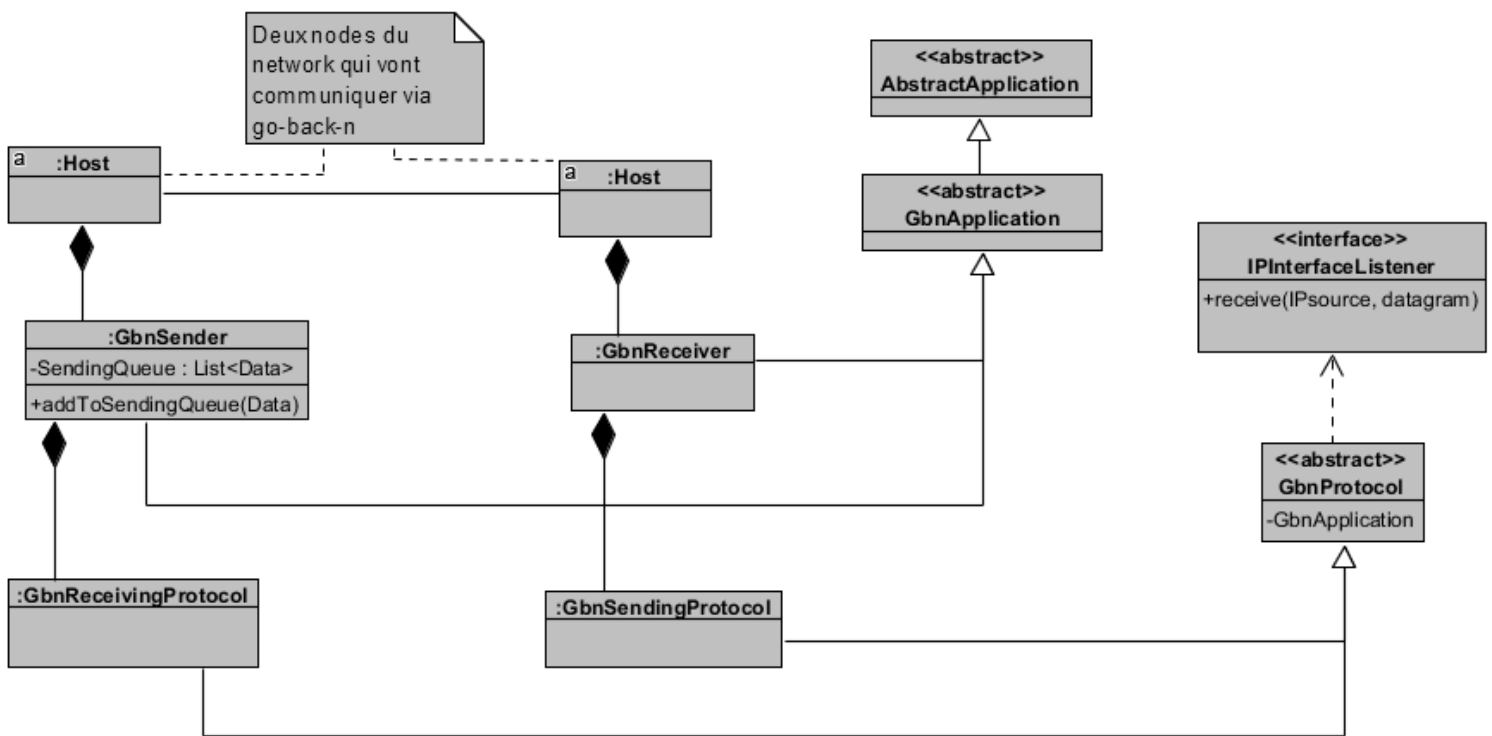 Deux nodes du
network qui vont
communiquer via
go-back-n
<<abstract>>
AbstractApplication
a :Host
a :Host
<<abstract>>
GbnApplication
<<interface>>
IPInterfaceListener
+receive(IPsource, datagram)
:GbnSender
-SendingQueue : List<Data>
+addToSendingQueue(Data)
:GbnReceiver
<<abstract>>
GbnProtocol
-GbnApplication
:GbnReceivingProtocol
:GbnSendingProtocol